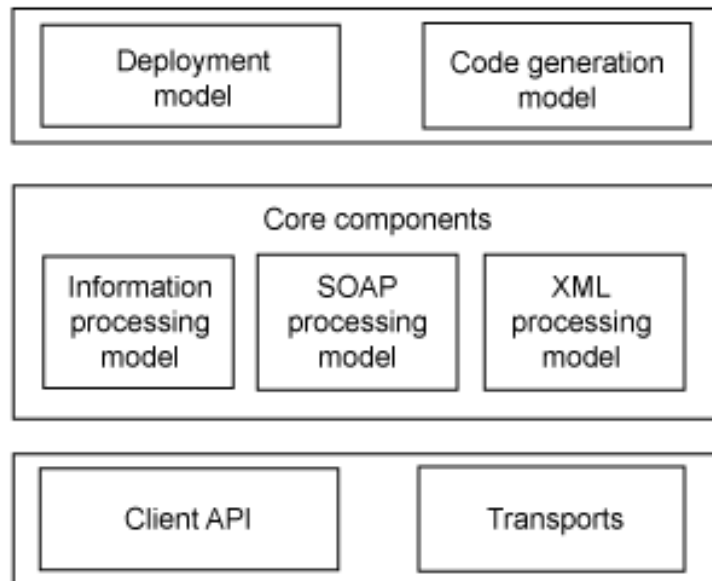 Deployment
model
Code generation
model
Core components
Information
processing
model
SOAP
processing
model
XML
processing
model
Client API
Transports